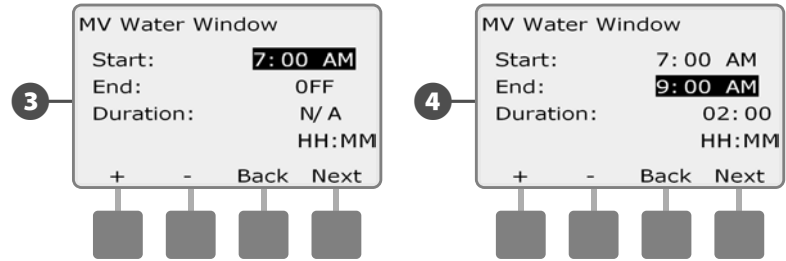 3
MV Water Window
Start: 7:00 AM
End: 0FF
Duration: N/A
HH:MM
+ - Back Next
4
MV Water Window
Start: 7:00 AM
End: 9:00 AM
Duration: 02:00
HH:MM
+ - Back Next